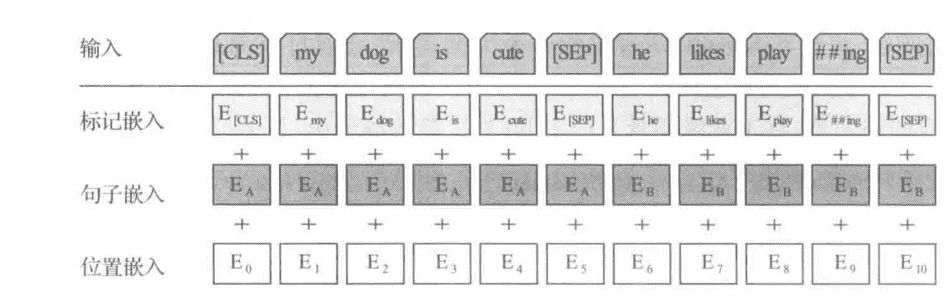 输入 [CLS] my dog is cute [SEP] he likes play ##ing [SEP]
标记嵌入 E[CLS] Emy Edog Eis Ecute E[SEP] Ehe Elikes Eplay E##ing E[SEP]
+ + + + + + + + + + +
句子嵌入 EA EA EA EA EA EA EB EB EB EB EB
+ + + + + + + + + + +
位置嵌入 E0 E1 E2 E3 E4 E5 E6 E7 E8 E9 E10